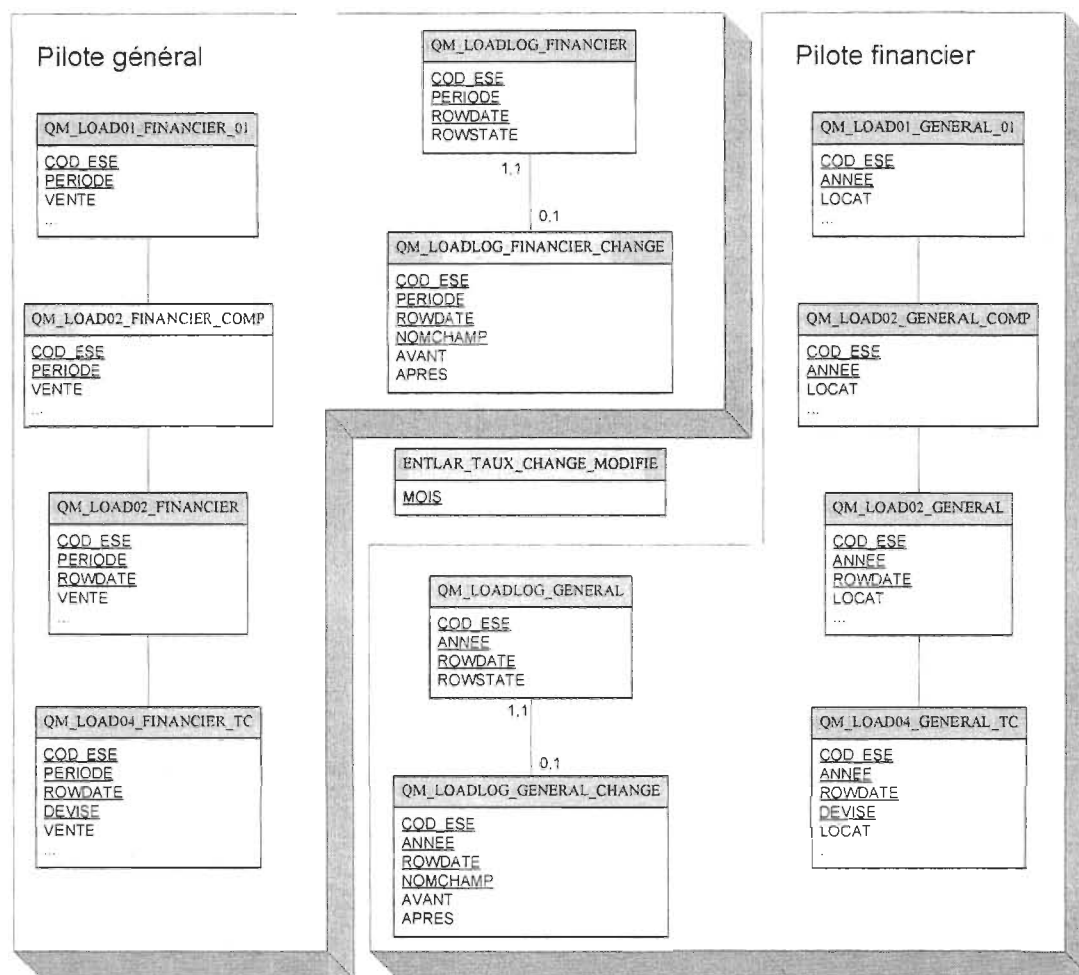 Pilote général
QM_LOAD01_FINANCIER_01
COD_ESE
PERIODE
VENTE
...
QM_LOAD02_FINANCIER_COMP
COD_ESE
PERIODE
VENTE
...
QM_LOAD02_FINANCIER
COD_ESE
PERIODE
ROWDATE
VENTE
...
QM_LOAD04_FINANCIER_TC
COD_ESE
PERIODE
ROWDATE
DEVISE
VENTE
...
QM_LOADLOG_FINANCIER
COD_ESE
PERIODE
ROWDATE
ROWSTATE
1,1
0,1
QM_LOADLOG_FINANCIER_CHANGE
COD_ESE
PERIODE
ROWDATE
NOMCHAMP
AVANT
APRES
ENTLAR_TAUX_CHANGE_MODIFIE
MOIS
QM_LOADLOG_GENERAL
COD_ESE
ANNEE
ROWDATE
ROWSTATE
1,1
0,1
QM_LOADLOG_GENERAL_CHANGE
COD_ESE
ANNEE
ROWDATE
NOMCHAMP
AVANT
APRES
Pilote financier
QM_LOAD01_GENERAL_01
COD_ESE
ANNEE
LOCAT
...
QM_LOAD02_GENERAL_COMP
COD_ESE
ANNEE
LOCAT
...
QM_LOAD02_GENERAL
COD_ESE
ANNEE
ROWDATE
LOCAT
...
QM_LOAD04_GENERAL_TC
COD_ESE
ANNEE
ROWDATE
DEVISE
LOCAT
.